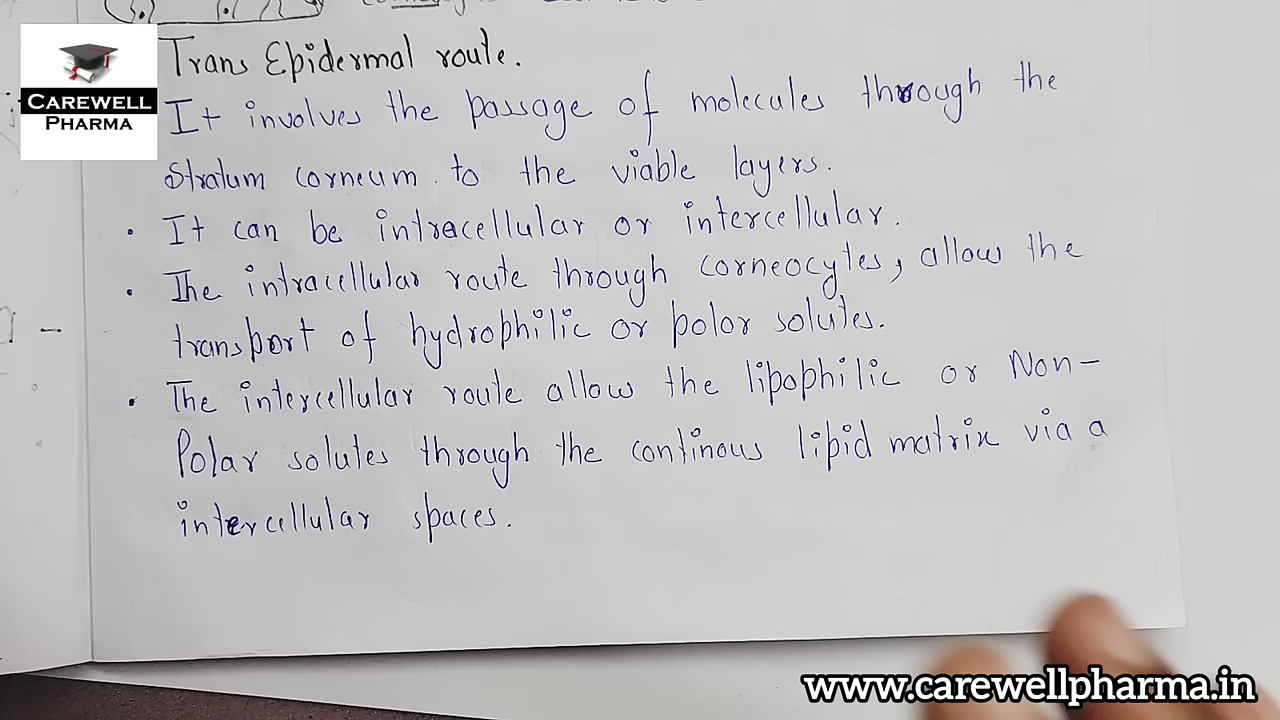 Trans Epidermal route.
CAREWELL
PHARMA
It involves the passage of molecules through the
Stratum corneum to the viable layers.
• It can be intracellular or intercellular.
• The intracellular route through corneocytes, allow the
transport of hydrophilic or polar solutes.
• The intercellular route allow the lipophilic or Non-
Polar solutes through the continous lipid matrix via a
intercellular spaces.
www.carewellpharma.in